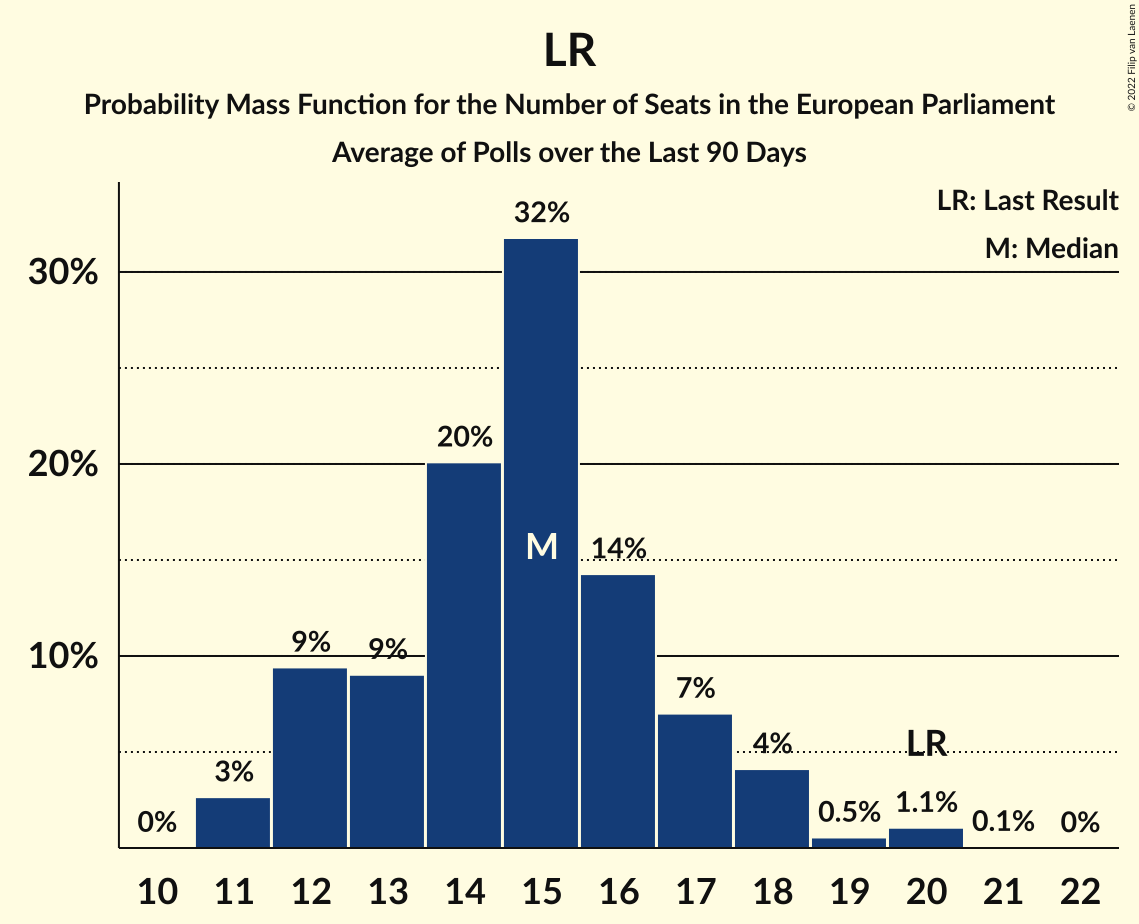 LR
Probability Mass Function for the Number of Seats in the European Parliament
Average of Polls over the Last 90 Days
© 2022 Filip van Laenen
LR: Last Result
M: Median
32%
30%
20%
20%
M
14%
10%
9%
9%
7%
4%
LR
3%
0%
0.5%
1.1%
0.1%
0%
10 11 12 13 14 15 16 17 18 19 20 21 22